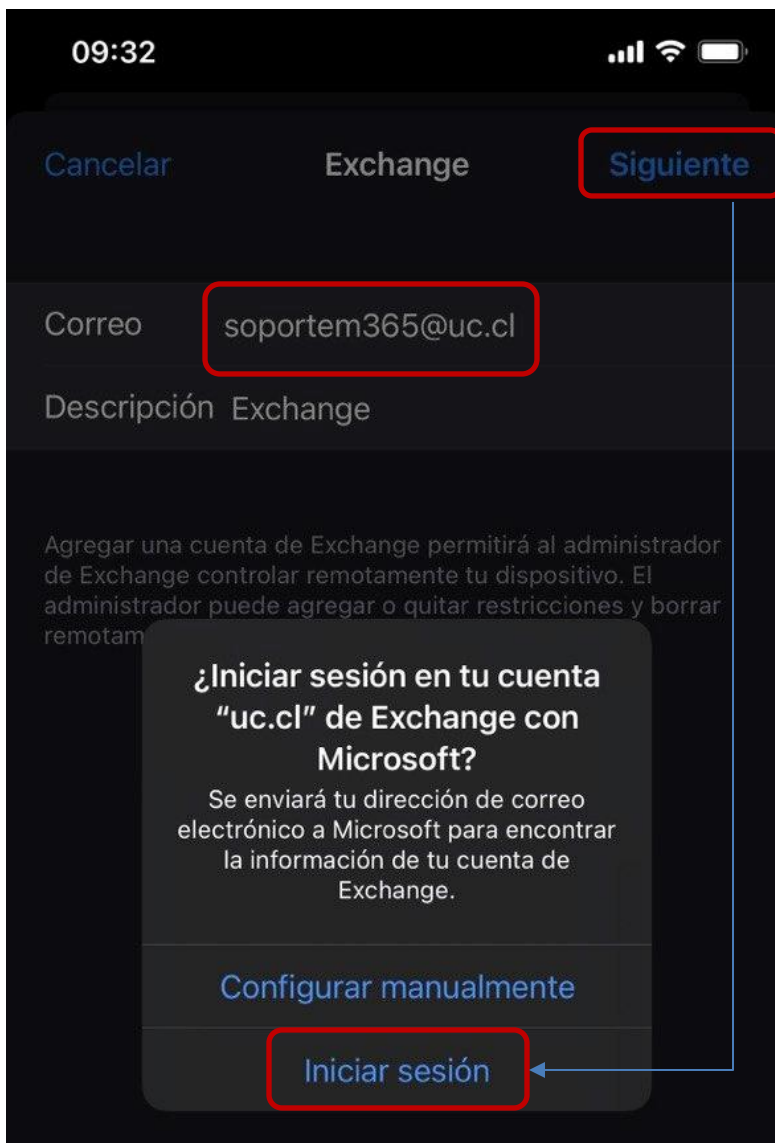 09:32
Cancelar Exchange Siguiente
Correo soportem365@uc.cl
Descripción Exchange
Agregar una cuenta de Exchange permitirá al administrador
de Exchange controlar remotamente tu dispositivo. El
administrador puede agregar o quitar restricciones y borrar
remotam
¿Iniciar sesión en tu cuenta
“uc.cl” de Exchange con
Microsoft?
Se enviará tu dirección de correo
electrónico a Microsoft para encontrar
la información de tu cuenta de
Exchange.
Configurar manualmente
Iniciar sesión